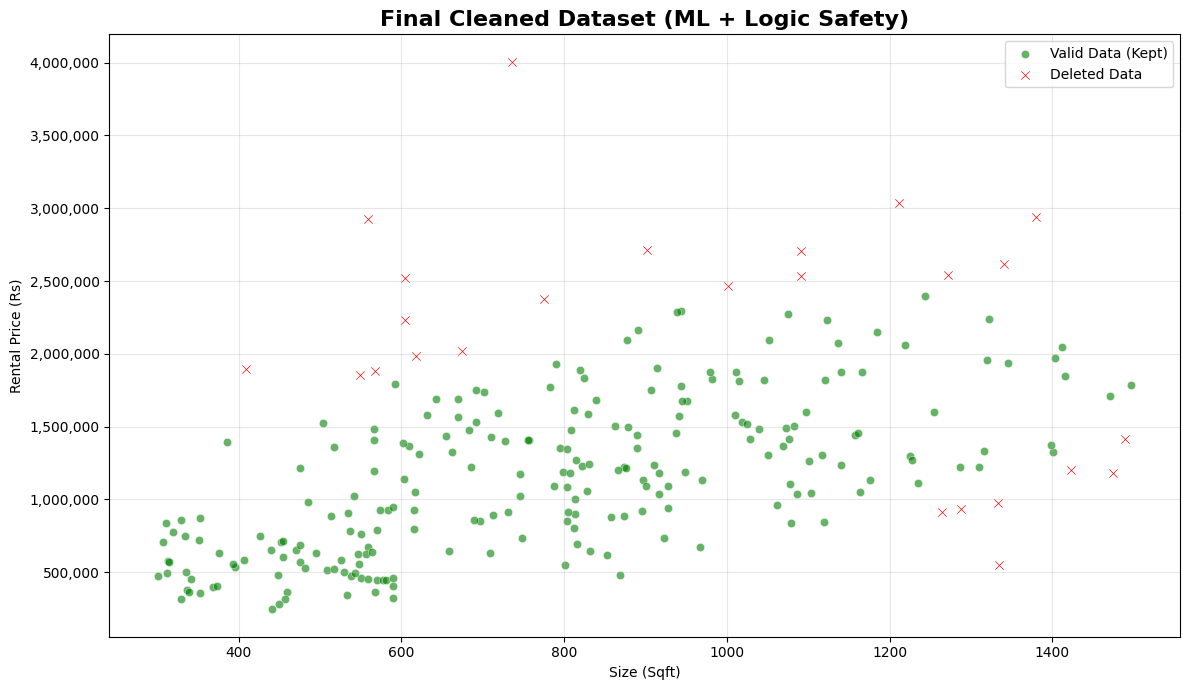 Final Cleaned Dataset (ML + Logic Safety)
Valid Data (Kept)
Deleted Data
4,000,000
3,500,000
3,000,000
2,500,000
2,000,000
1,500,000
1,000,000
500,000
Rental Price (Rs)
400 600 800 1000 1200 1400
Size (Sqft)